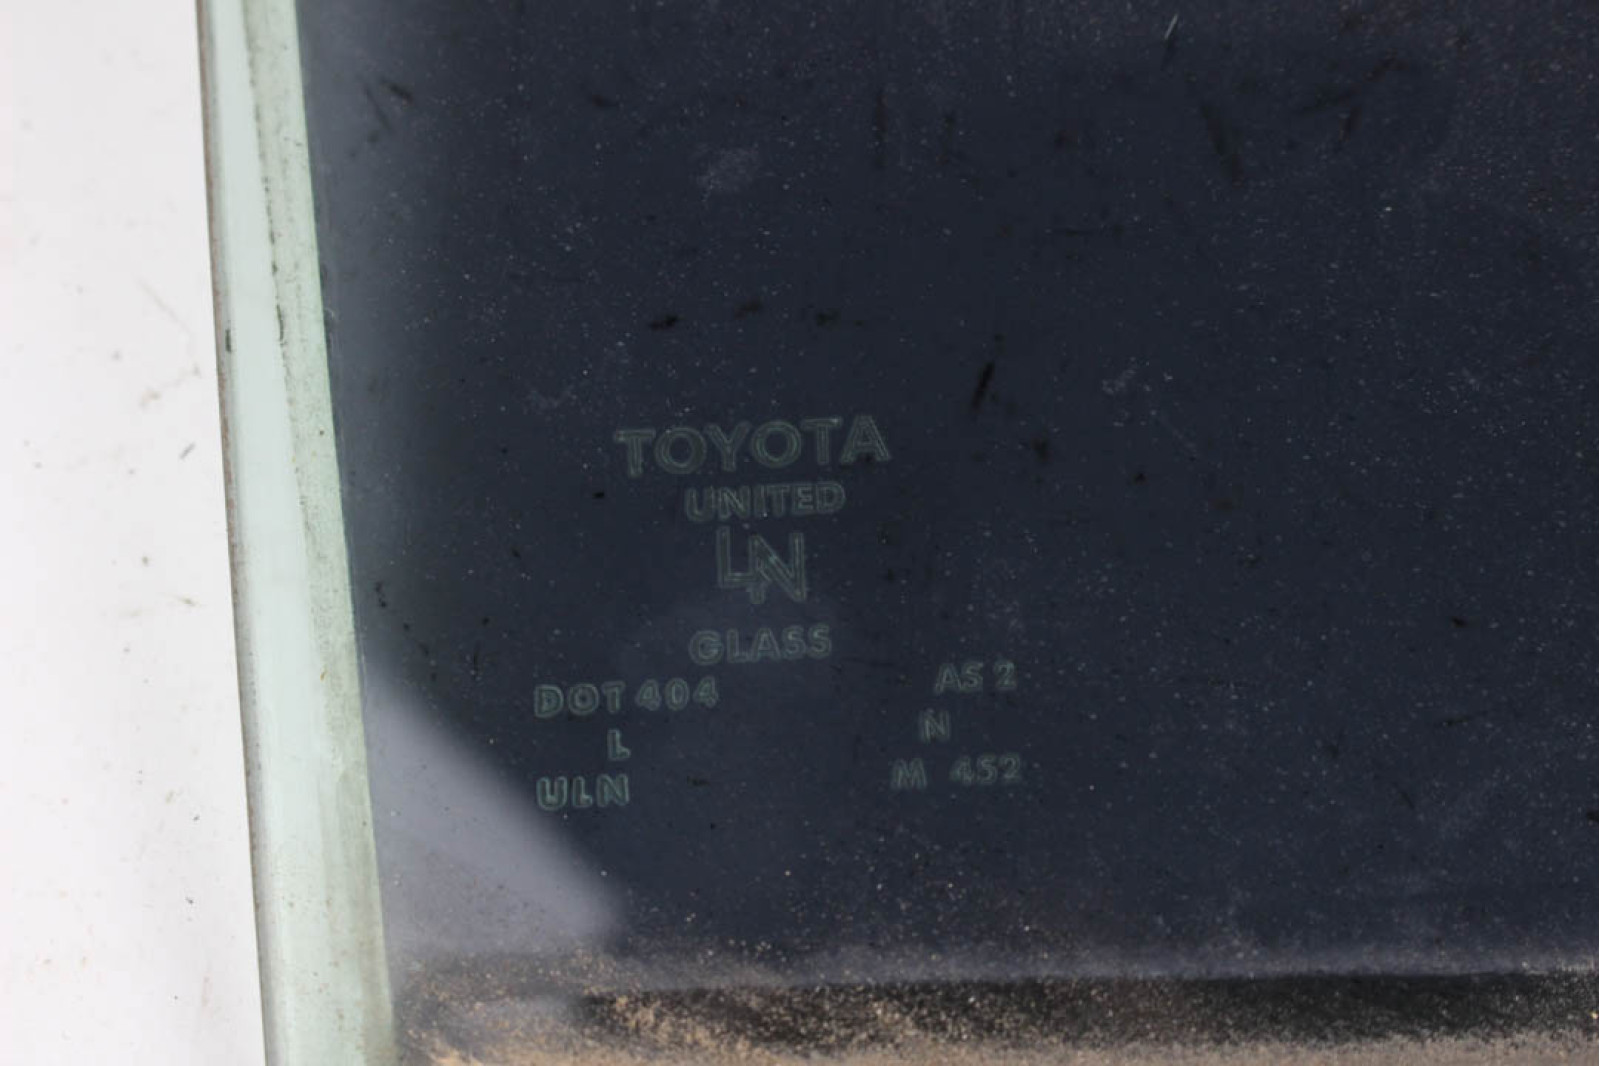 TOYOTA
UNITED
LN
GLASS
DOT 404 AS 2
L N
ULN M 452